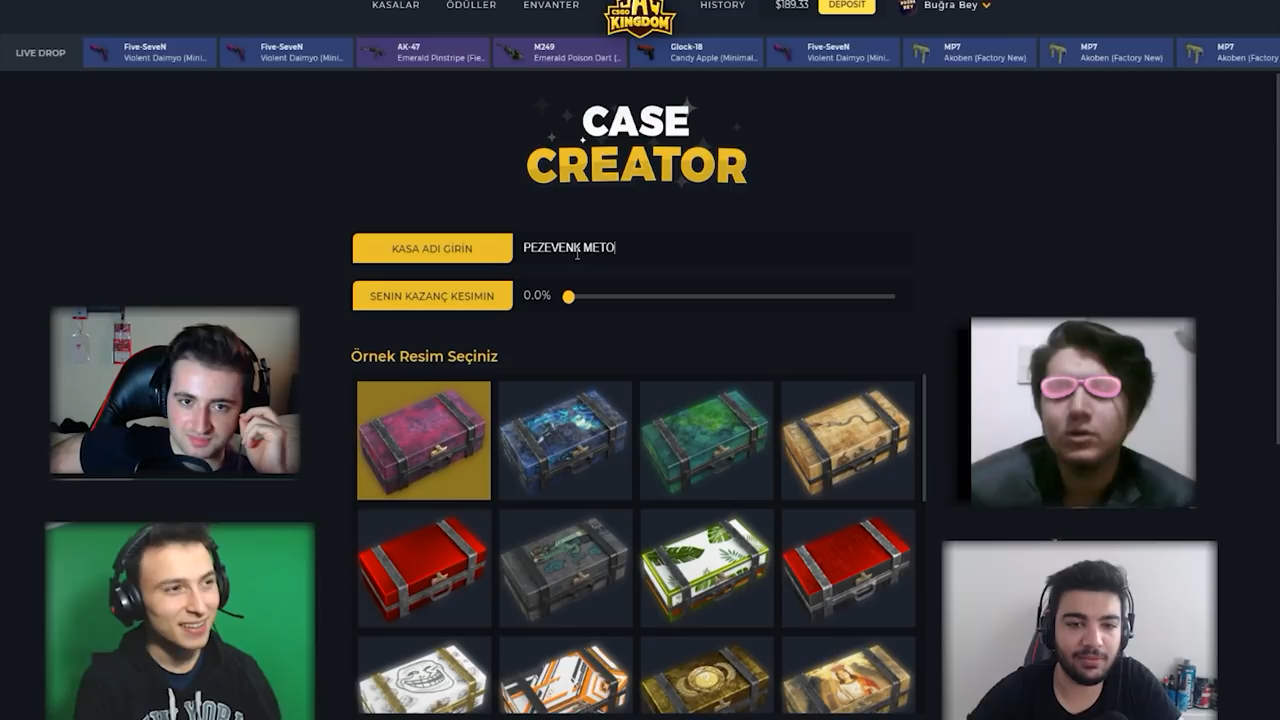 KASALAR ÖDÜLLER ENVANTER
CSGO
KINGDOM
HISTORY $189.33 DEPOSIT Buğra Bey
LIVE DROP
Five-SeveN
Violent Daimyo (Mini...
Five-SeveN
Violent Daimyo (Mini...
AK-47
Emerald Pinstripe (Fie...
M249
Emerald Poison Dart (...
Glock-18
Candy Apple (Minimal...
Five-SeveN
Violent Daimyo (Mini...
MP7
Akoben (Factory New)
MP7
Akoben (Factory New)
MP7
Akoben (Factory
CASE
CREATOR
KASA ADI GİRİN PEZEVENK METO
SENIN KAZANÇ KESIMIN 0.0%
Örnek Resim Seçiniz